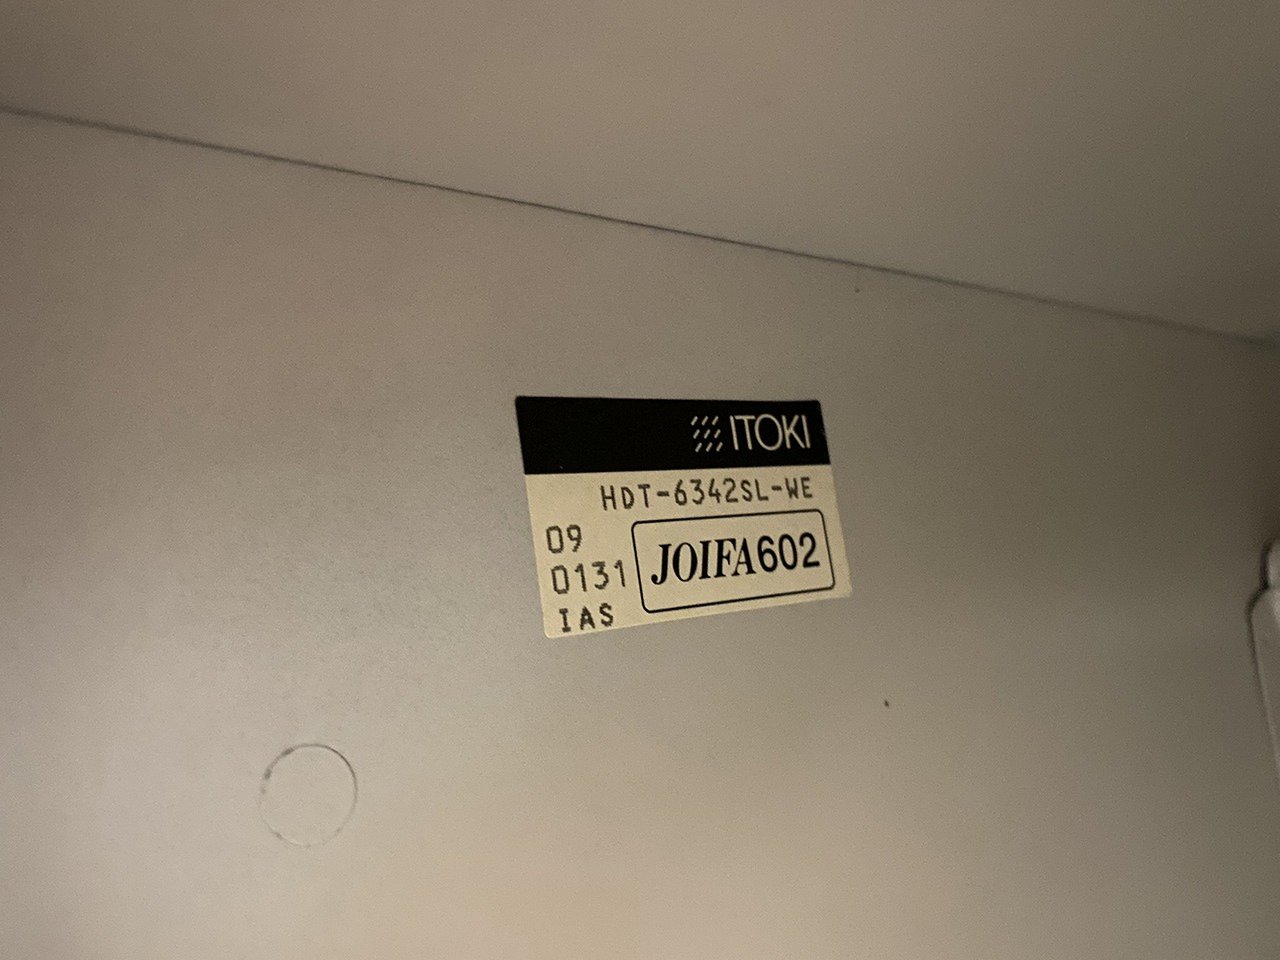 ITOKI
HDT-6342SL-WE
09
0131
IAS
JOIFA602